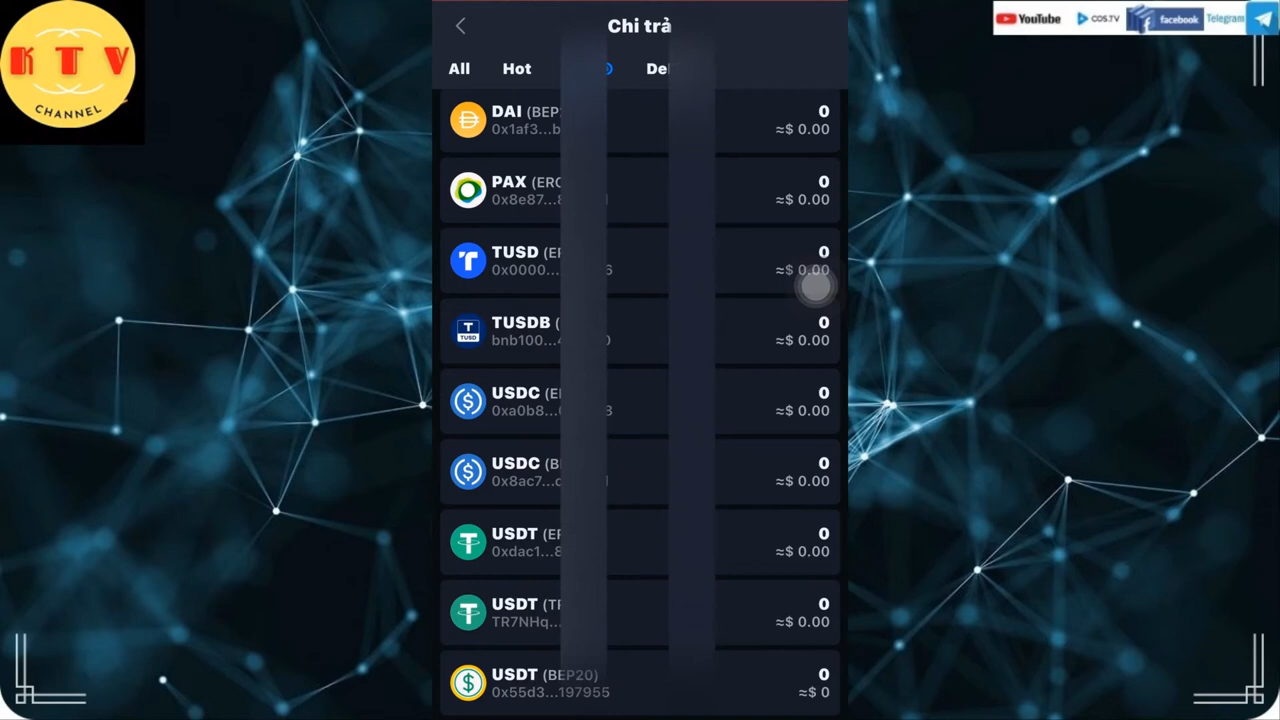 KTV
CHANNEL
YouTube
COS.TV
facebook
Telegram
Chi trả
All
Hot
DAI (BEP
0
0x1af3...b
≈$ 0.00
PAX (ERC
0
0x8e87...
≈$ 0.00
TUSD
0
0x0000...
≈$ 0.00
TUSDB (
0
bnb100...
≈$ 0.00
USDC
0
0xa0b8...
≈$ 0.00
USDC
0
0x8ac7...
≈$ 0.00
USDT
0
0xdac1...8
≈$ 0.00
USDT
0
TR7NHq...
≈$ 0.00
USDT (BEP20)
0
0x55d3...197955
≈$ 0